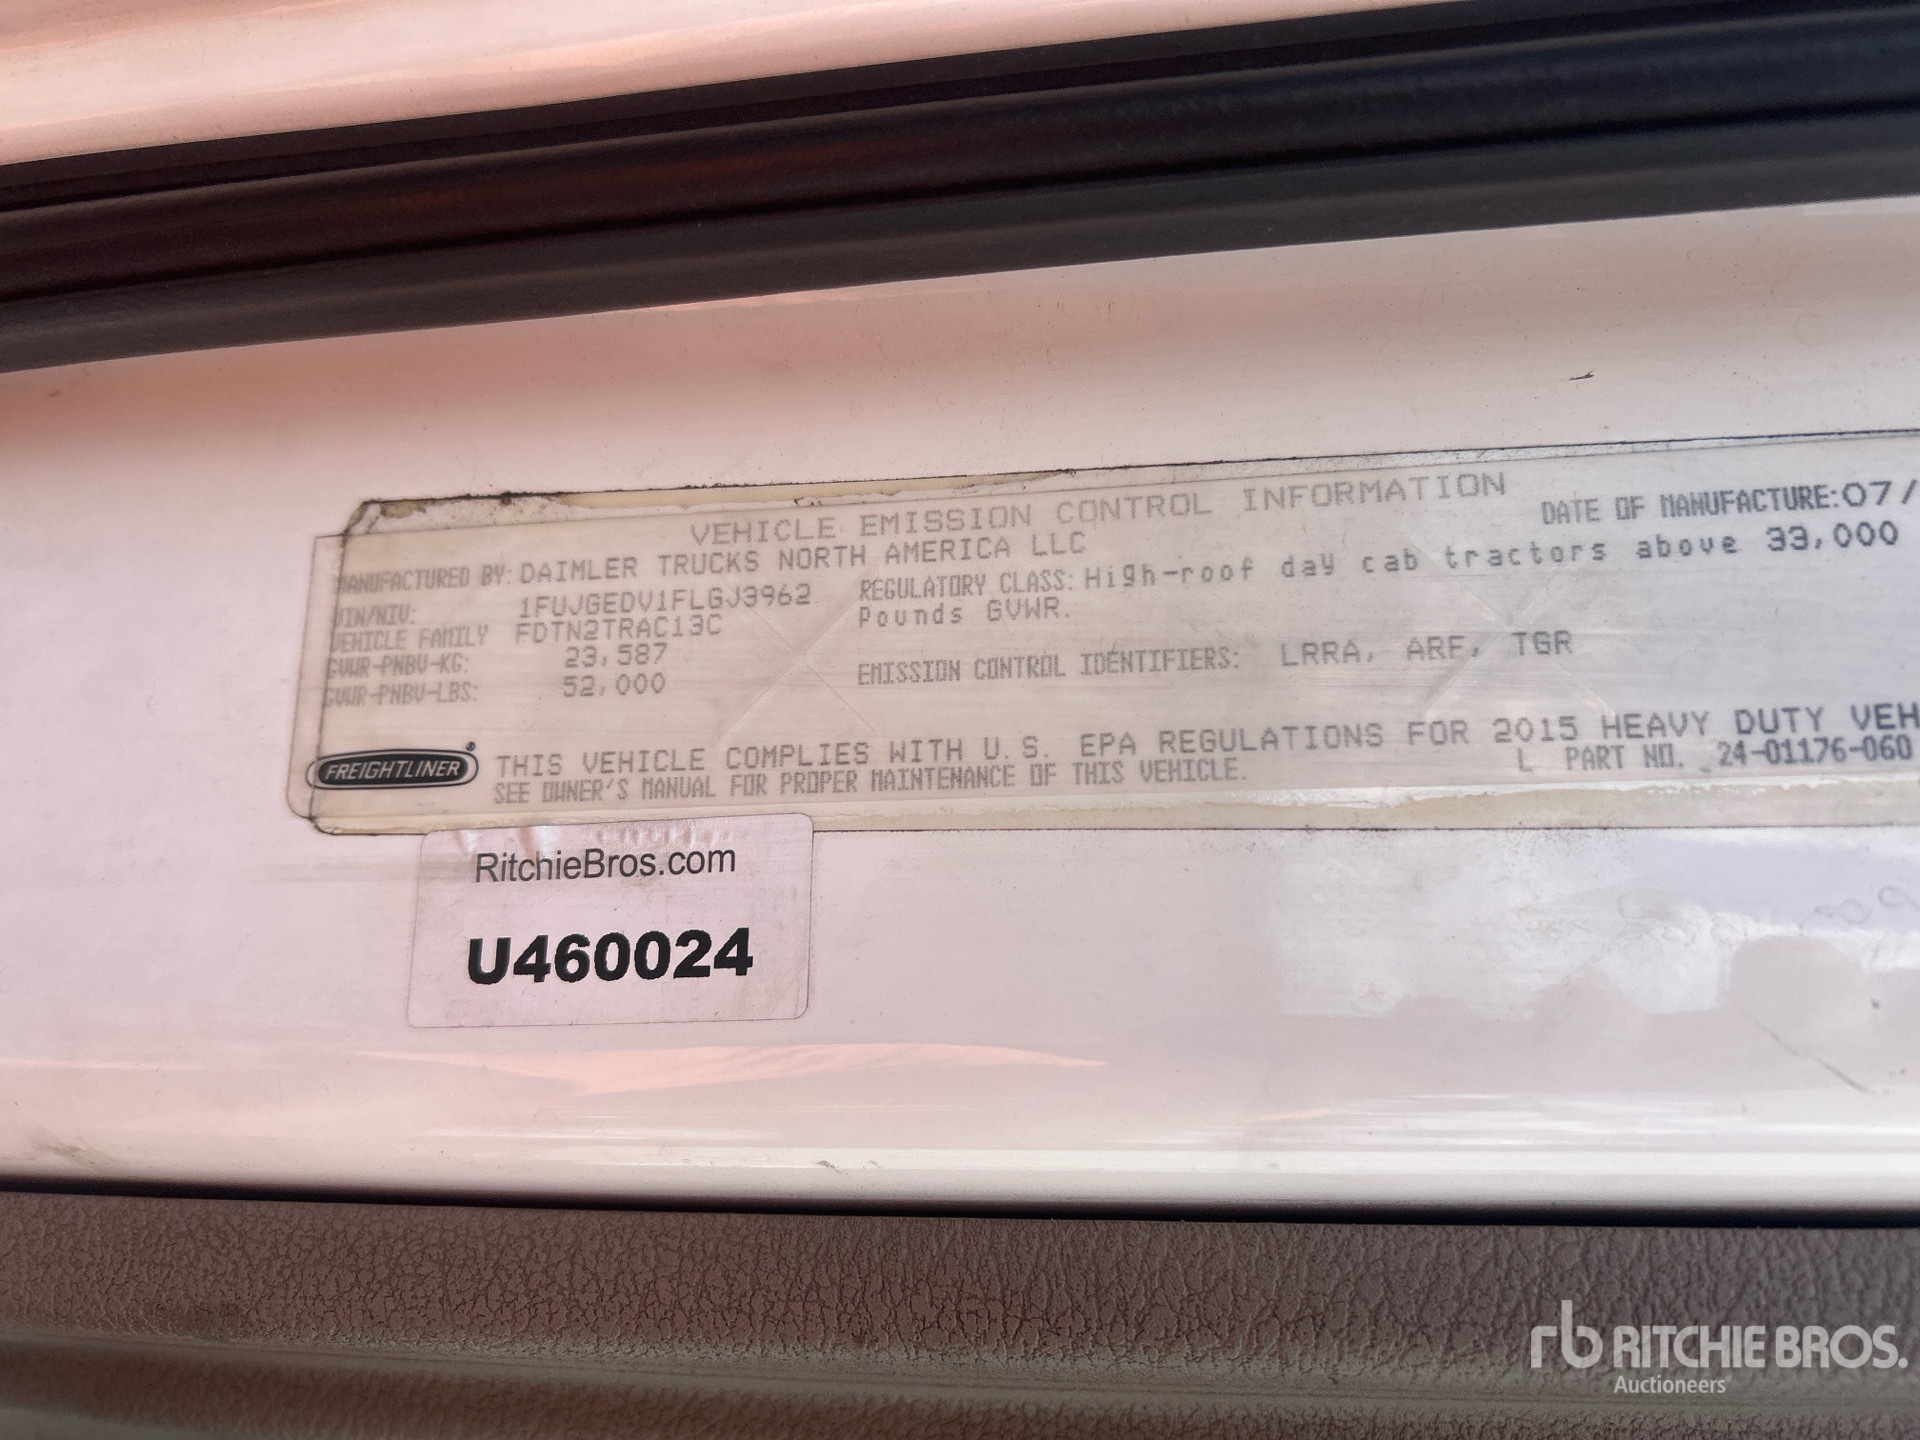 VEHICLE EMISSION CONTROL INFORMATION
MANUFACTURED BY: DAIMLER TRUCKS NORTH AMERICA LLC
DATE OF MANUFACTURE: 07/
VIN/NIV: 1FUJGEDV1FLGJ3962
REGULATORY CLASS: High-roof day cab tractors above 33,000
Pounds GVWR.
VEHICLE FAMILY FDTN2TRAC13C
GVWR-PNBV-KG: 23,587
GVWR-PNBV-LBS: 52,000
EMISSION CONTROL IDENTIFIERS: LRRA, ARF, TGR
FREIGHTLINER®
THIS VEHICLE COMPLIES WITH U.S. EPA REGULATIONS FOR 2015 HEAVY DUTY VEH
SEE OWNER'S MANUAL FOR PROPER MAINTENANCE OF THIS VEHICLE.
L PART NO. 24-01176-060
RitchieBros.com
U460024
rb RITCHIE BROS.
Auctioneers